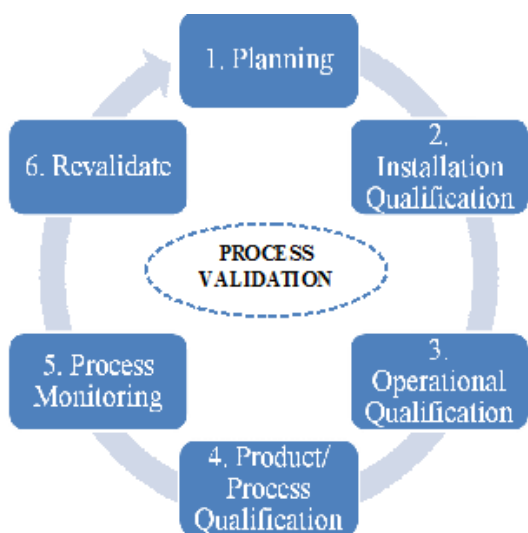 1. Planning
2.
Installation
Qualification
3.
Operational
Qualification
4. Product/
Process
Qualification
5. Process
Monitoring
6. Revalidate
PROCESS
VALIDATION